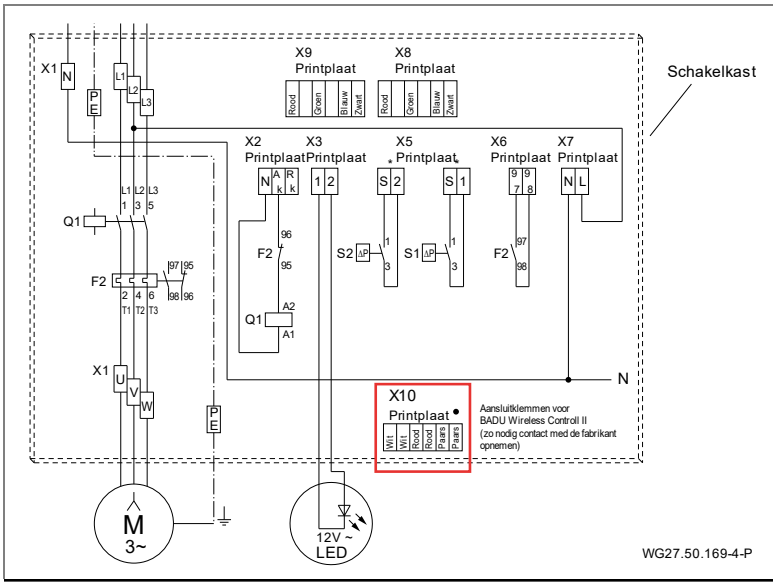 X9
Printplaat
Rood
Groen
Blauw
Zwart
X8
Printplaat
Rood
Groen
Blauw
Zwart
Schakelkast
X1
N
PE
L1
L2
L3
X2
Printplaat
N
Ak
Rk
X3
Printplaat
1 2
X5
Printplaat
* *
S 2
S 1
X6
Printplaat
97
98
X7
Printplaat
N L
L1 L2 L3
1 3 5
Q1
F2
97 95
98 96
2 4 6
T1 T2 T3
96
F2
95
A2
Q1
A1
S2 ΔP
1
3
S1 ΔP
1
3
97
F2
98
X1
U
V
W
PE
N
X10
Printplaat
Wit
Wit
Rood
Rood
Paars
Paars
Aansluitklemmen voor
BADU Wireless Controll II
(zo nodig contact med de fabrikant
opnemen)
M
3~
12V ~
LED
WG27.50.169-4-P